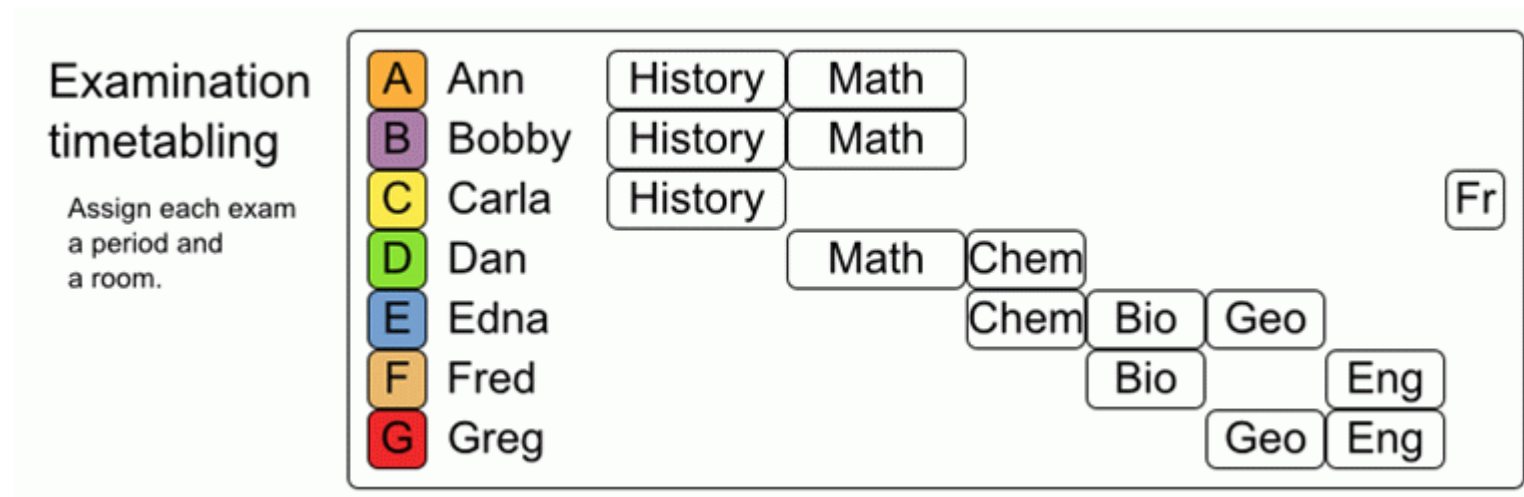 Examination
timetabling
Assign each exam
a period and
a room.
A Ann History Math
B Bobby History Math
C Carla History Fr
D Dan Math Chem
E Edna Chem Bio Geo
F Fred Bio Eng
G Greg Geo Eng